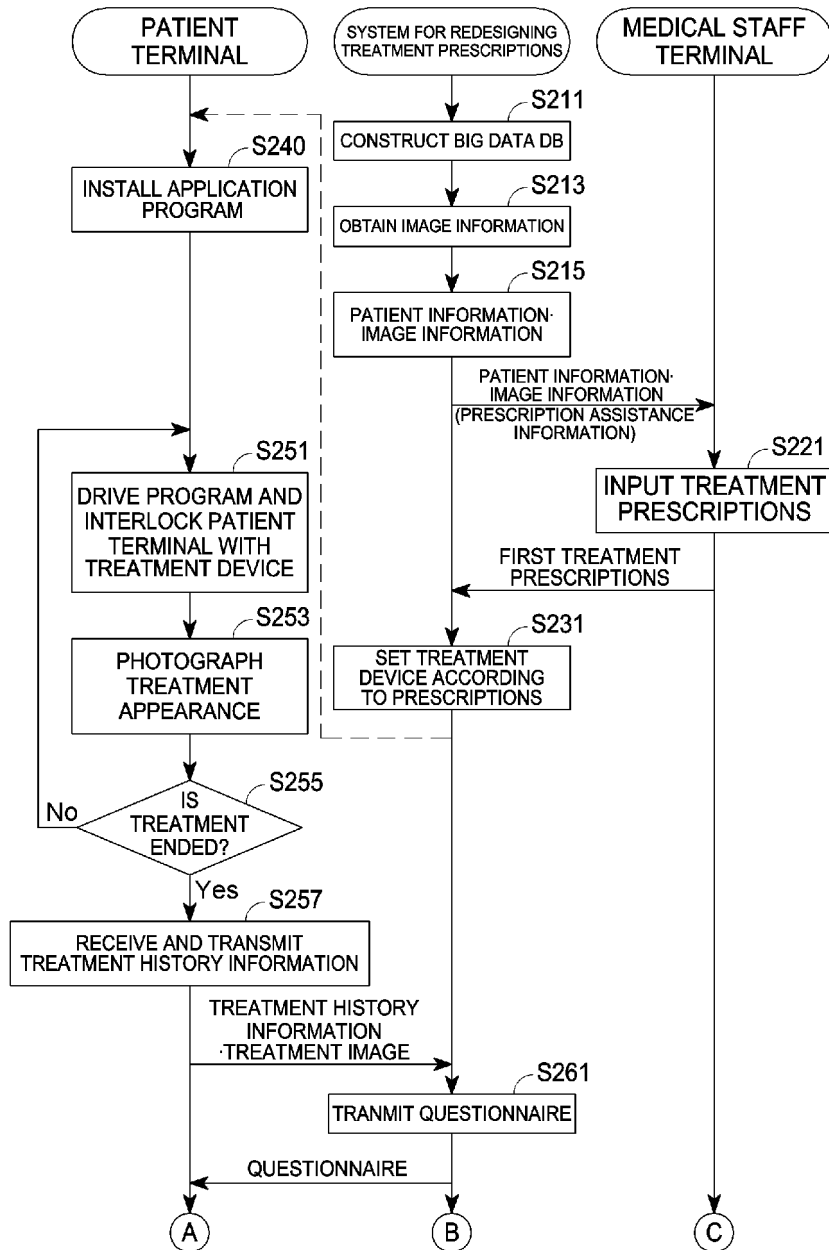 PATIENT
TERMINAL
SYSTEM FOR REDESIGNING
TREATMENT PRESCRIPTIONS
MEDICAL STAFF
TERMINAL
S211
CONSTRUCT BIG DATA DB
S240
INSTALL APPLICATION
PROGRAM
S213
OBTAIN IMAGE INFORMATION
S215
PATIENT INFORMATION·
IMAGE INFORMATION
PATIENT INFORMATION·
IMAGE INFORMATION
(PRESCRIPTION ASSISTANCE
INFORMATION)
S221
INPUT TREATMENT
PRESCRIPTIONS
S251
DRIVE PROGRAM AND
INTERLOCK PATIENT
TERMINAL WITH
TREATMENT DEVICE
FIRST TREATMENT
PRESCRIPTIONS
S231
SET TREATMENT
DEVICE ACCORDING
TO PRESCRIPTIONS
S253
PHOTOGRAPH
TREATMENT
APPEARANCE
S255
IS
TREATMENT
ENDED?
No
Yes
S257
RECEIVE AND TRANSMIT
TREATMENT HISTORY INFORMATION
TREATMENT HISTORY
INFORMATION
·TREATMENT IMAGE
S261
TRANMIT QUESTIONNAIRE
QUESTIONNAIRE
A
B
C